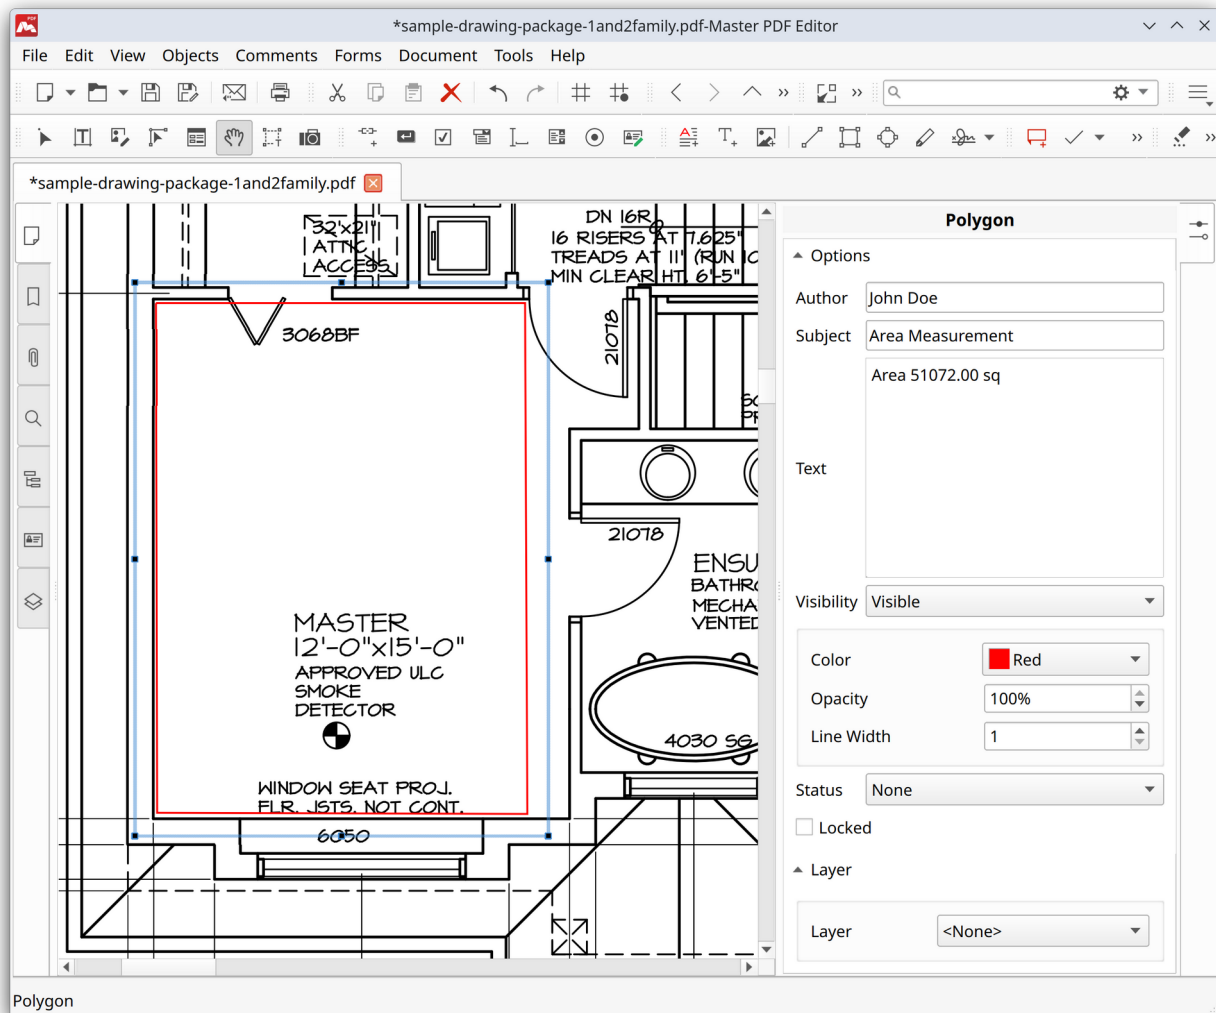 *sample-drawing-package-1and2family.pdf-Master PDF Editor
File Edit View Objects Comments Forms Document Tools Help
*sample-drawing-package-1and2family.pdf
32"x21"
ATTIC
ACCESS
DN 16R
16 RISERS AT 7.625"
TREADS AT 11" (RUN
MIN CLEAR HT. 6'-5"
3068BF
21078
21078
MASTER
12'-0"x15'-0"
APPROVED ULC
SMOKE
DETECTOR
WINDOW SEAT PROJ.
FLR. JSTS. NOT CONT.
6050
ENSU
BATHRO
MECHA
VENTED
4030 SG
Polygon
Options
Author John Doe
Subject Area Measurement
Text Area 51072.00 sq
Visibility Visible
Color Red
Opacity 100%
Line Width 1
Status None
Locked
Layer
Layer <None>
Polygon